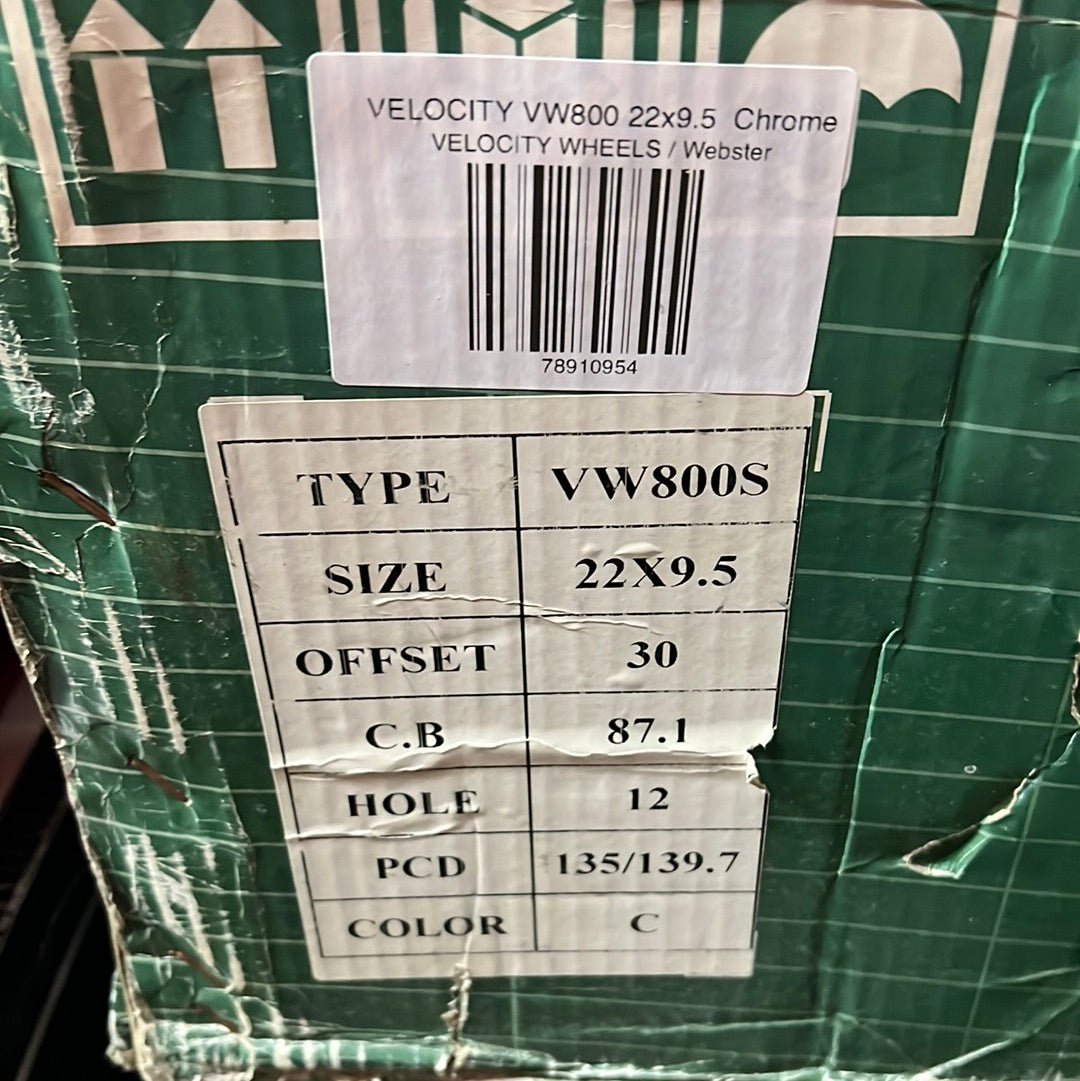 VELOCITY VW800 22x9.5 Chrome
VELOCITY WHEELS / Webster
78910954
TYPE VW800S
SIZE 22X9.5
OFFSET 30
C.B 87.1
HOLE 12
PCD 135/139.7
COLOR C